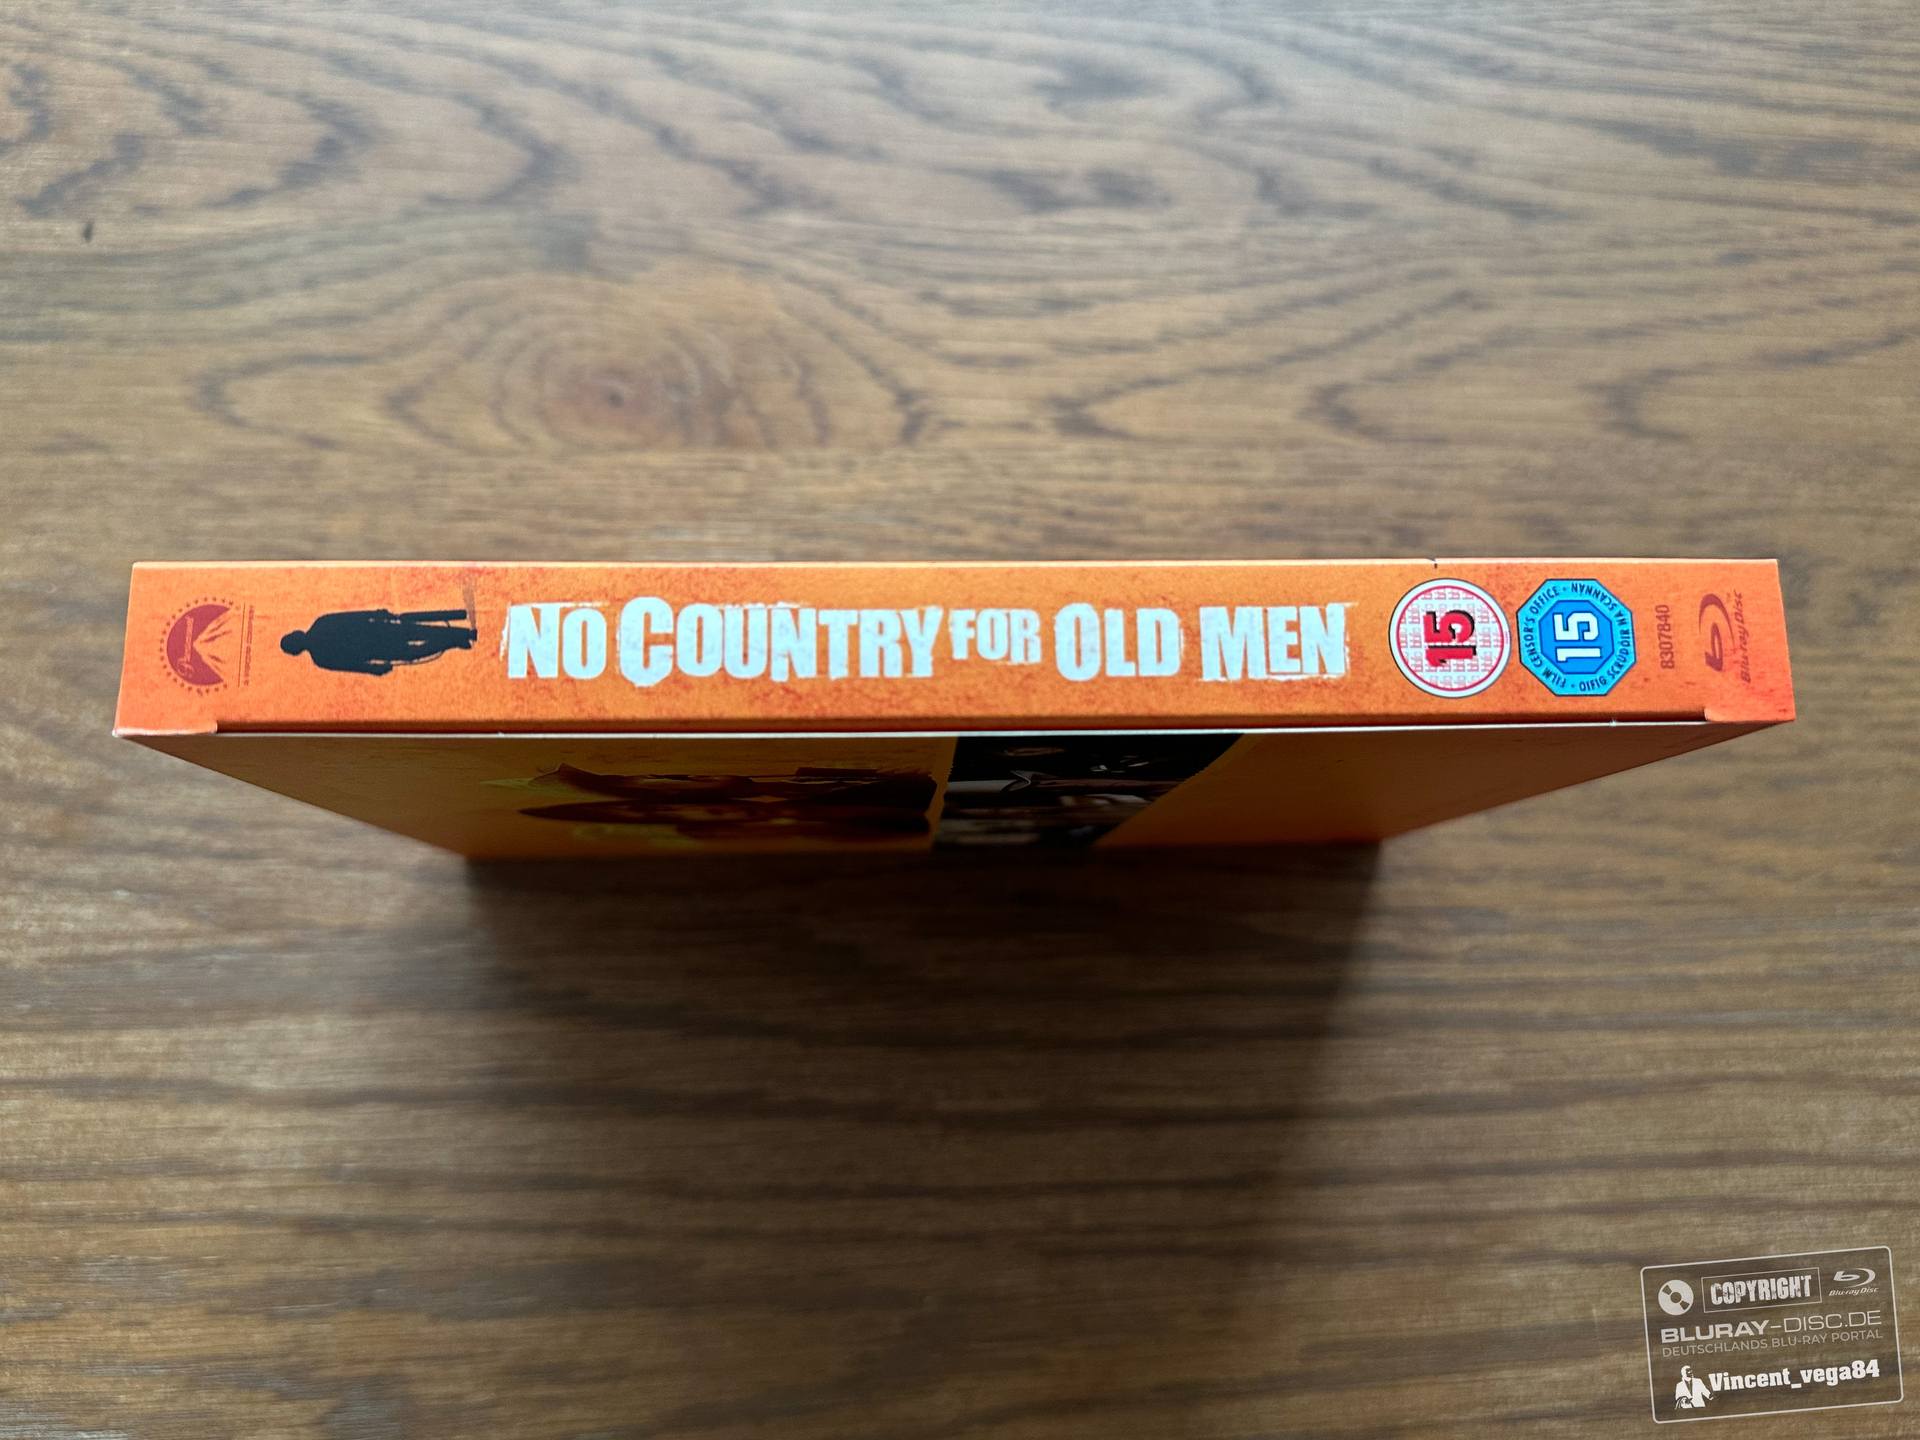 Paramount
NO COUNTRY FOR OLD MEN
15
FILM CENSOR'S OFFICE · OIFIG SCRÚDÓIR NA SCANNÁN ·
15
8307840
Blu-ray Disc
COPYRIGHT
Blu-ray Disc
BLURAY-DISC.DE
DEUTSCHLANDS BLU-RAY PORTAL
Vincent_vega84